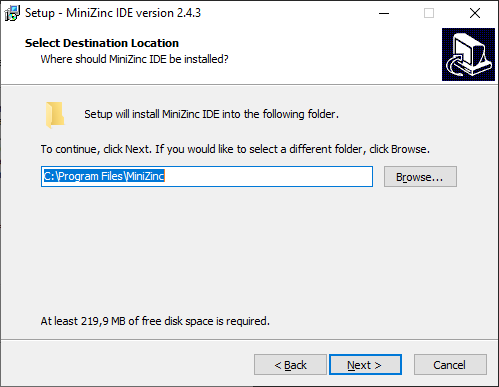 Setup - MiniZinc IDE version 2.4.3
Select Destination Location
Where should MiniZinc IDE be installed?
Setup will install MiniZinc IDE into the following folder.
To continue, click Next. If you would like to select a different folder, click Browse.
C:\Program Files\MiniZinc
Browse...
At least 219,9 MB of free disk space is required.
< Back
Next >
Cancel